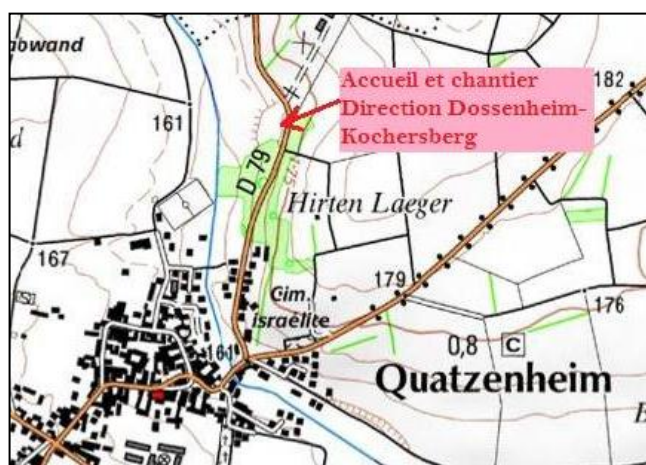 Accueil et chantier
Direction Dossenheim-
Kochersberg
182
161
D 79
Hirten Laeger
167
179
176
Cim.
israélite
161
0,8 C
Quatzenheim